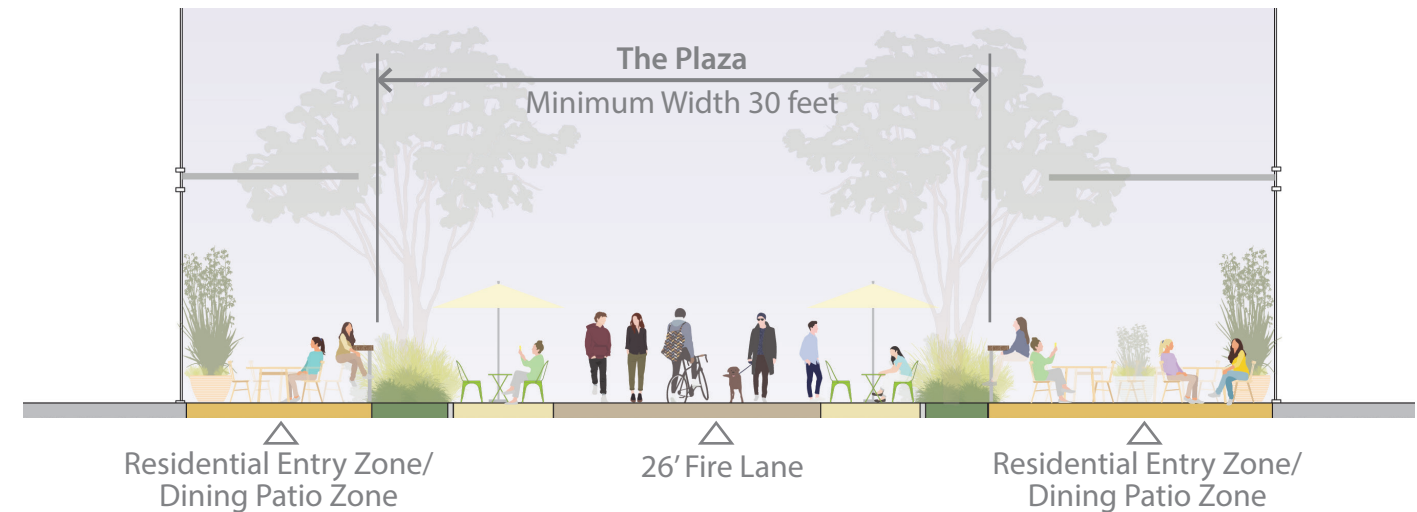 The Plaza
Minimum Width 30 feet
Residential Entry Zone/
Dining Patio Zone
26’ Fire Lane
Residential Entry Zone/
Dining Patio Zone